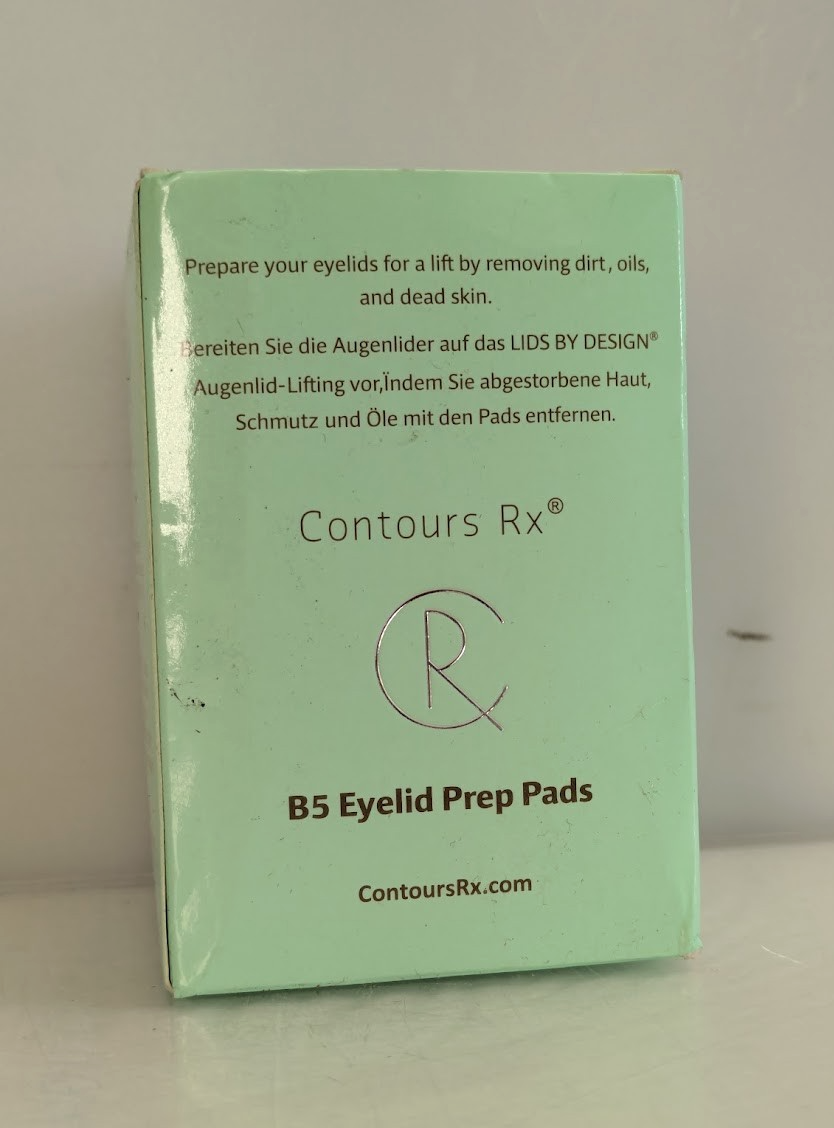 Prepare your eyelids for a lift by removing dirt, oils,
and dead skin.
Bereiten Sie die Augenlider auf das LIDS BY DESIGN®
Augenlid-Lifting vor,Ïndem Sie abgestorbene Haut,
Schmutz und Öle mit den Pads entfernen.
Contours Rx®
CR
B5 Eyelid Prep Pads
ContoursRx.com